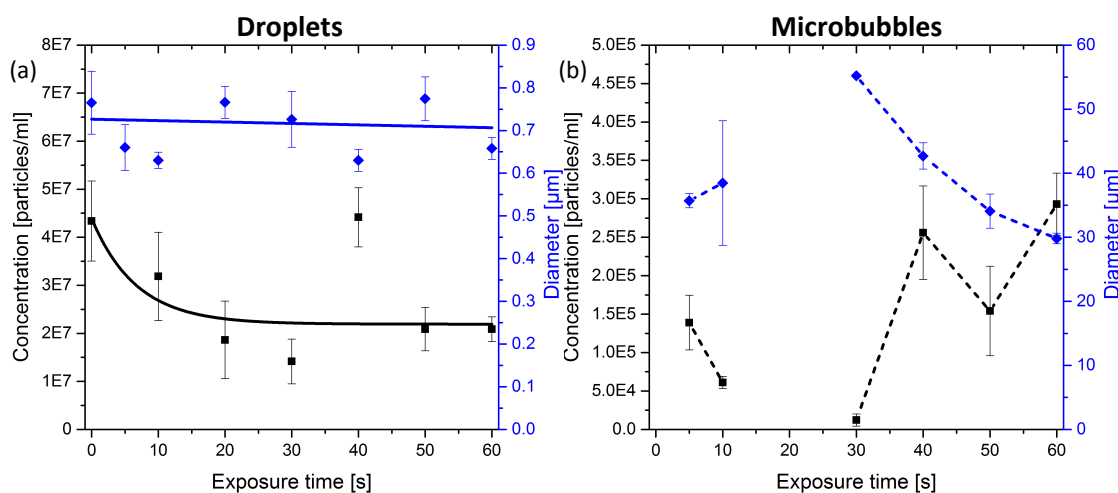 Droplets
Microbubbles
(a)
8E7
7E7
6E7
5E7
4E7
3E7
2E7
1E7
0
Concentration [particles/ml]
0.9
0.8
0.7
0.6
0.5
0.4
0.3
0.2
0.1
0.0
Diameter [µm]
0 10 20 30 40 50 60
Exposure time [s]
(b)
5.0E5
4.5E5
4.0E5
3.5E5
3.0E5
2.5E5
2.0E5
1.5E5
1.0E5
5.0E4
0.0
Concentration [particles/ml]
60
50
40
30
20
10
0
Diameter [µm]
0 10 20 30 40 50 60
Exposure time [s]